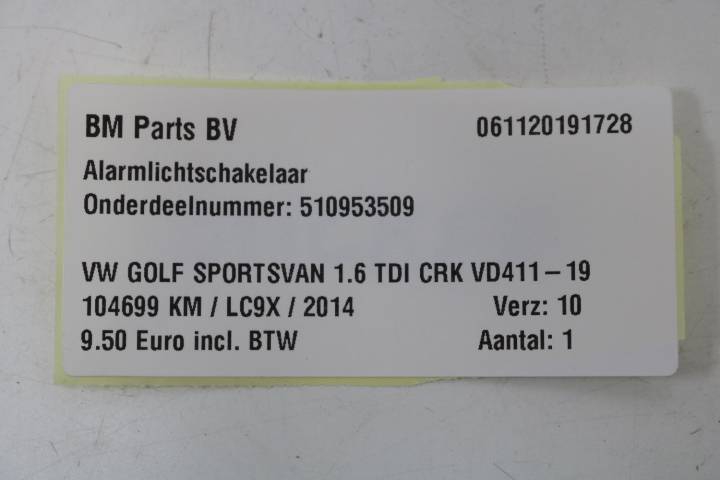 BM Parts BV 061120191728
Alarmlichtschakelaar
Onderdeelnummer: 510953509
VW GOLF SPORTSVAN 1.6 TDI CRK VD411-19
104699 KM / LC9X / 2014 Verz: 10
9.50 Euro incl. BTW Aantal: 1